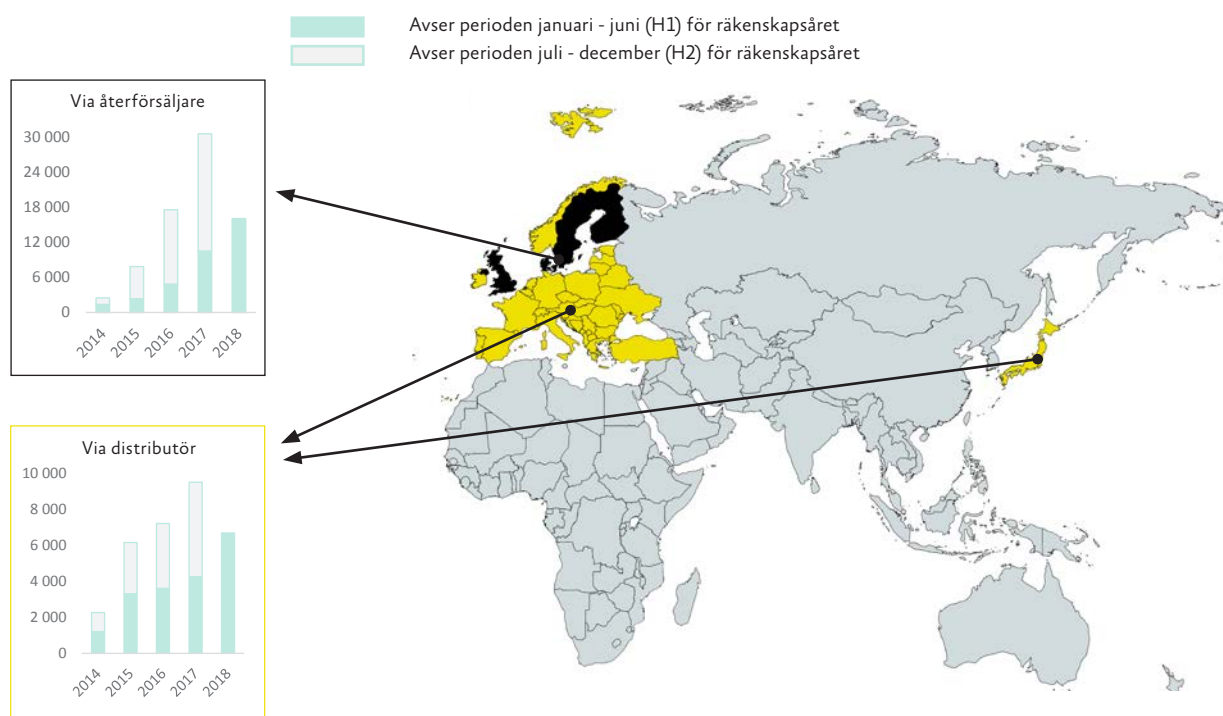 Avser perioden januari - juni (H1) för räkenskapsåret
Avser perioden juli - december (H2) för räkenskapsåret
Via återförsäljare
30 000
24 000
18 000
12 000
6 000
0
2014 2015 2016 2017 2018
Via distributör
10 000
8 000
6 000
4 000
2 000
0
2014 2015 2016 2017 2018